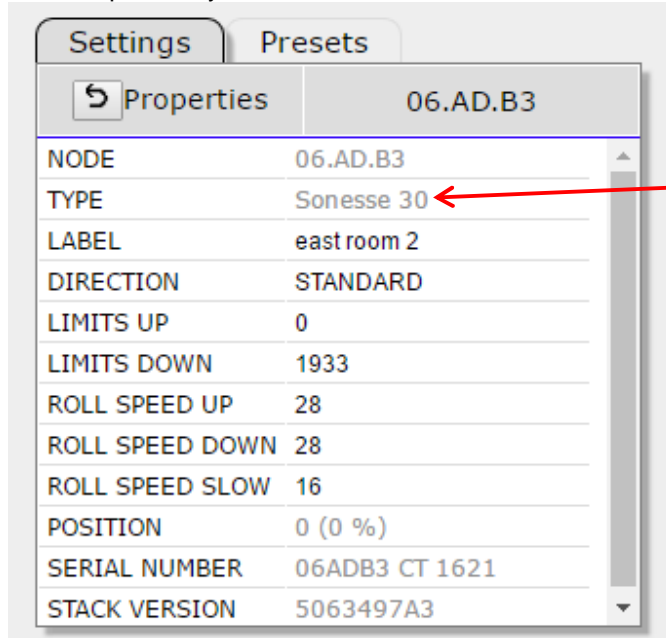 Settings Presets
Properties 06.AD.B3
NODE 06.AD.B3
TYPE Sonesse 30
LABEL east room 2
DIRECTION STANDARD
LIMITS UP 0
LIMITS DOWN 1933
ROLL SPEED UP 28
ROLL SPEED DOWN 28
ROLL SPEED SLOW 16
POSITION 0 (0 %)
SERIAL NUMBER 06ADB3 CT 1621
STACK VERSION 5063497A3